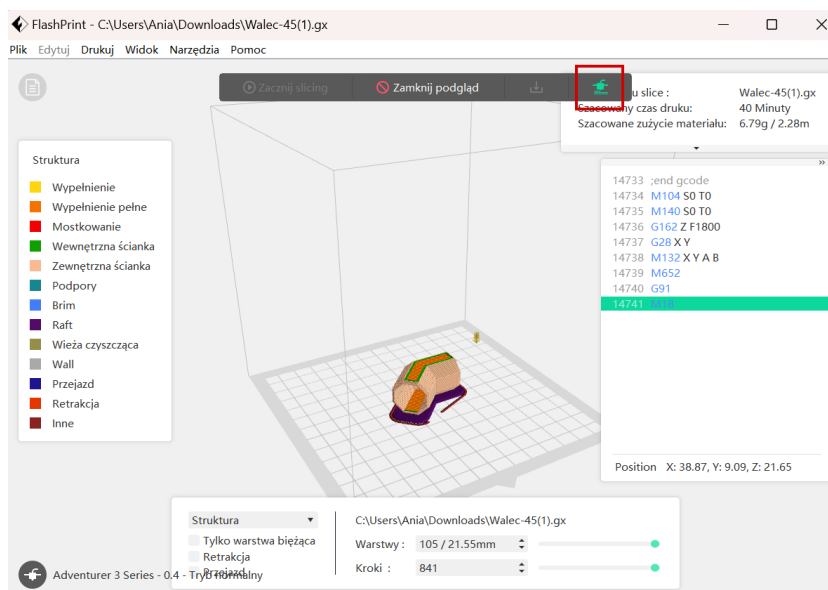 FlashPrint - C:\Users\Ania\Downloads\Walec-45(1).gx
Plik Edytuj Drukuj Widok Narzędzia Pomoc
Zacznij slicing Zamknij podgląd
u slice : Walec-45(1).gx
Szacowany czas druku: 40 Minuty
Szacowane zużycie materiału: 6.79g / 2.28m
Struktura
Wypełnienie
Wypełnienie pełne
Mostkowanie
Wewnętrzna ścianka
Zewnętrzna ścianka
Podpory
Brim
Raft
Wieża czyszcząca
Wall
Przejazd
Retrakcja
Inne
»
14733 ;end gcode
14734 M104 S0 T0
14735 M140 S0 T0
14736 G162 Z F1800
14737 G28 X Y
14738 M132 X Y A B
14739 M652
14740 G91
14741 M18
Position X: 38.87, Y: 9.09, Z: 21.65
Struktura
Tylko warstwa bieżąca
Retrakcja
Przejazd
C:\Users\Ania\Downloads\Walec-45(1).gx
Warstwy : 105 / 21.55mm
Kroki : 841
Adventurer 3 Series - 0.4 - Tryb normalny